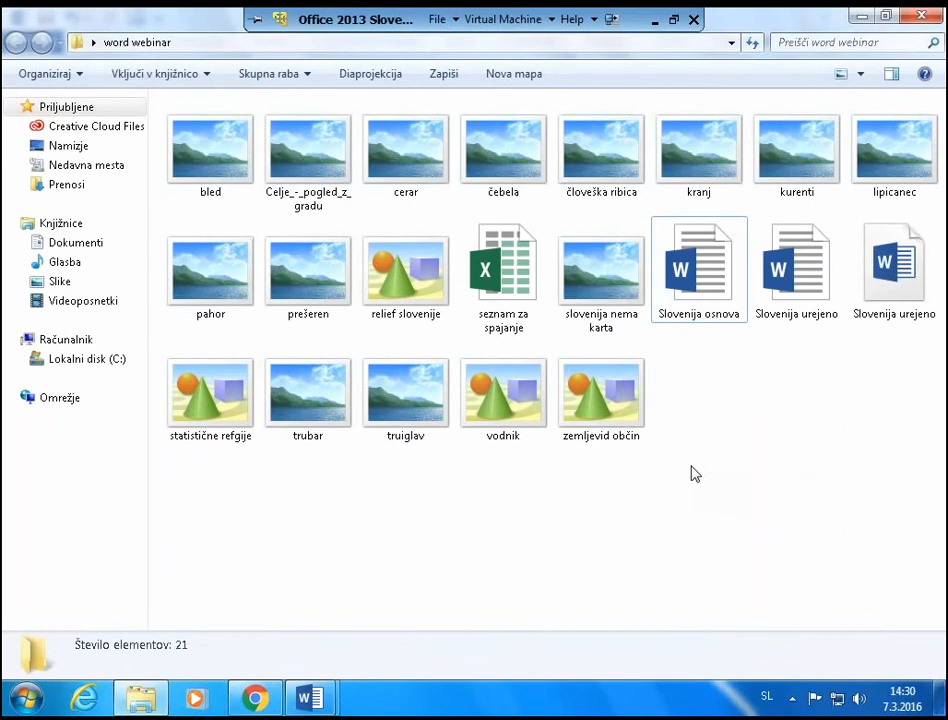 Office 2013 Slove... File Virtual Machine Help
word webinar Preišči word webinar
Organiziraj Vključi v knjižnico Skupna raba Diaprojekcija Zapiši Nova mapa
Priljubljene
Creative Cloud Files
Namizje
Nedavna mesta
Prenosi
Knjižnice
Dokumenti
Glasba
Slike
Videoposnetki
Računalnik
Lokalni disk (C:)
Omrežje
bled Celje_-_pogled_z_ cerar čebela človeška ribica kranj kurenti lipicanec
gradu
pahor prešeren relief slovenije seznam za slovenija nema Slovenija osnova Slovenija urejeno Slovenija urejeno
spajanje karta
statistične refgije trubar truiglav vodnik zemljevid občin
Število elementov: 21
SL 14:30
7.3.2016